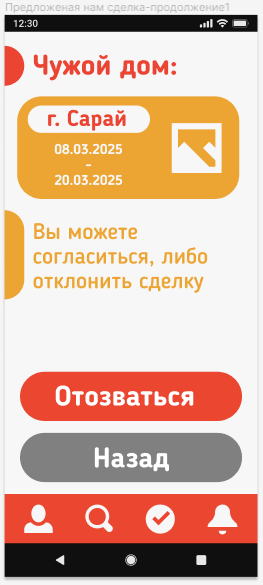 Предложеная нам сделка-продолжение1
12:30
Чужой дом:
г. Сарай
08.03.2025
-
20.03.2025
Вы можете
согласиться, либо
отклонить сделку
Отозваться
Назад